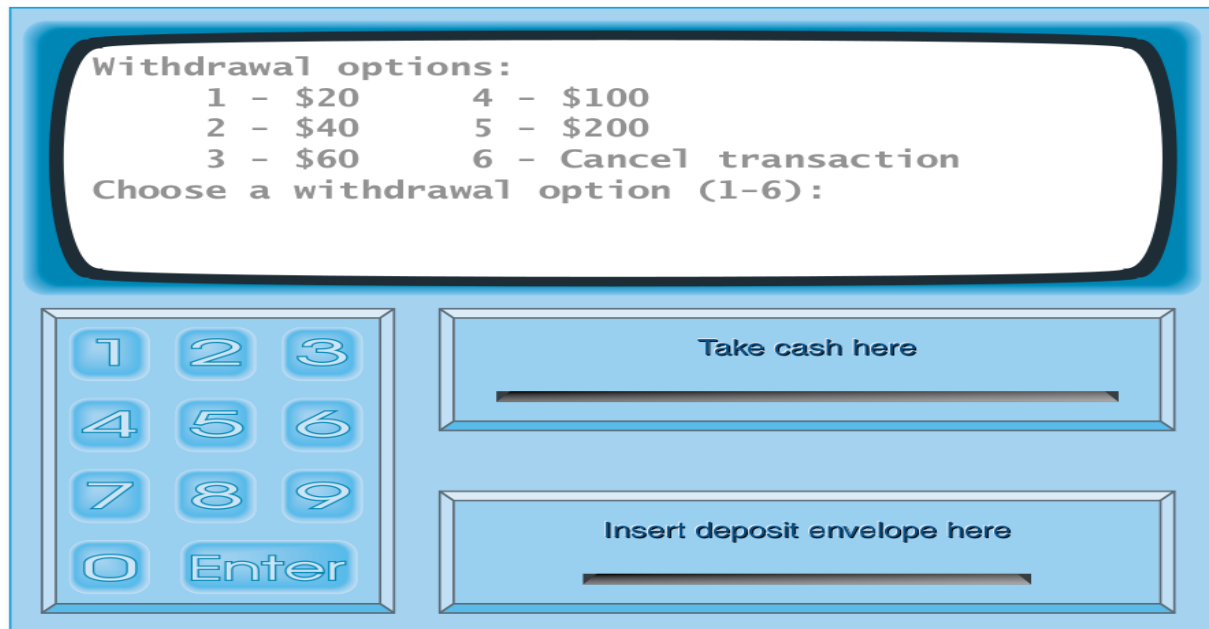 Withdrawal options:
1 – $20 4 – $100
2 – $40 5 – $200
3 – $60 6 – Cancel transaction
Choose a withdrawal option (1–6):
1 2 3
4 5 6
7 8 9
0 Enter
Take cash here
Insert deposit envelope here